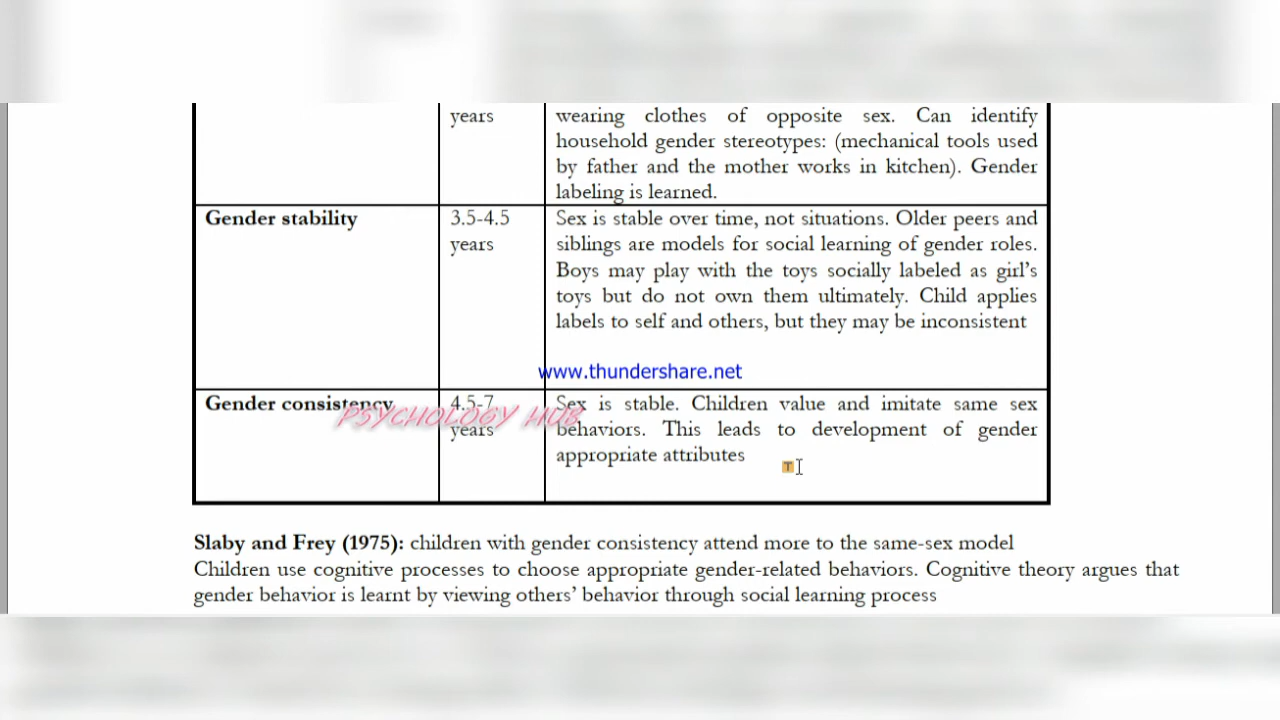 years
wearing clothes of opposite sex. Can identify
household gender stereotypes: (mechanical tools used
by father and the mother works in kitchen). Gender
labeling is learned.
Gender stability
3.5-4.5
years
Sex is stable over time, not situations. Older peers and
siblings are models for social learning of gender roles.
Boys may play with the toys socially labeled as girl's
toys but do not own them ultimately. Child applies
labels to self and others, but they may be inconsistent
www.thundershare.net
Gender consistency
4.5-7
years
PSYCHOLOGY HUB
Sex is stable. Children value and imitate same sex
behaviors. This leads to development of gender
appropriate attributes
T
Slaby and Frey (1975): children with gender consistency attend more to the same-sex model
Children use cognitive processes to choose appropriate gender-related behaviors. Cognitive theory argues that
gender behavior is learnt by viewing others' behavior through social learning process